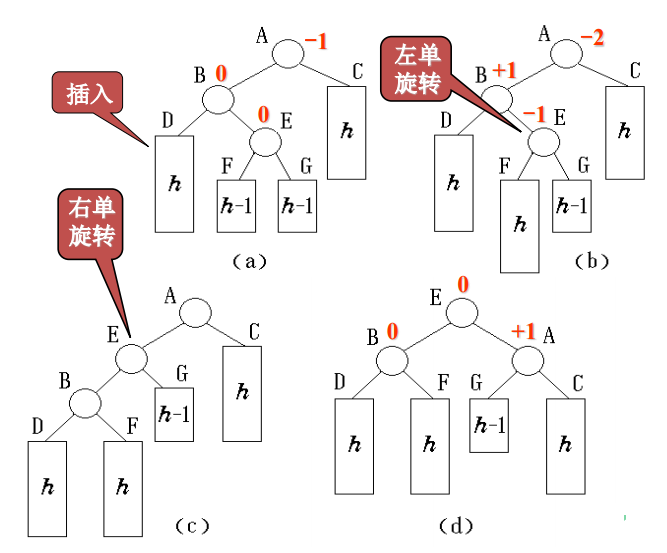 A −1
B 0
C
插入
D
0 E
F G
h
h
h-1 h-1
(a)
左单
旋转
A −2
B +1
C
D
−1 E
F G
h
h
h
h-1
(b)
右单
旋转
A
E
C
B
G
D F
h
h-1
h h
(c)
0
E
B 0
+1 A
D F G C
h h h-1 h
(d)